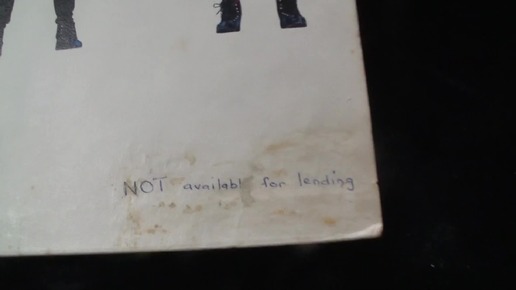 NOT availabl for lending